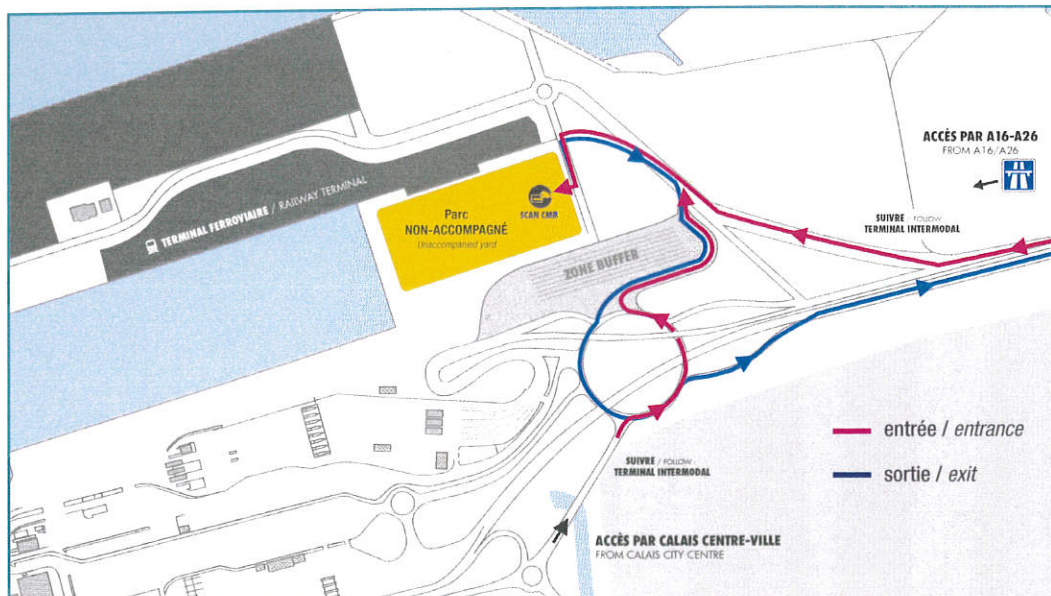 ACCÈS PAR A16-A26
FROM A16/A26
SUIVRE / FOLLOW
TERMINAL INTERMODAL
TERMINAL FERROVIAIRE / RAILWAY TERMINAL
Parc
NON-ACCOMPAGNÉ
Unaccompanied yard
SCAN CMR
ZONE BUFFER
entrée / entrance
sortie / exit
SUIVRE / FOLLOW
TERMINAL INTERMODAL
ACCÈS PAR CALAIS CENTRE-VILLE
FROM CALAIS CITY CENTRE